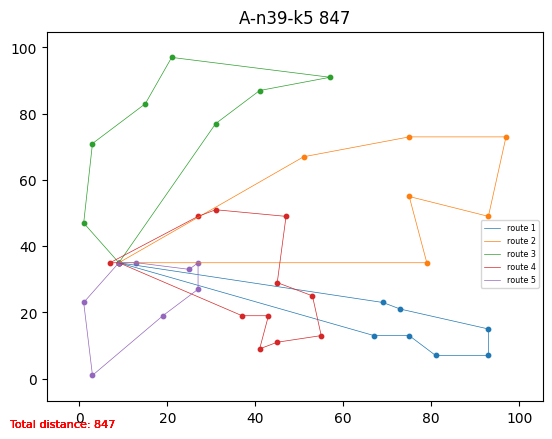 A-n39-k5 847
100
80
60
40
20
0
route 1
route 2
route 3
route 4
route 5
0 20 40 60 80 100
Total distance: 847